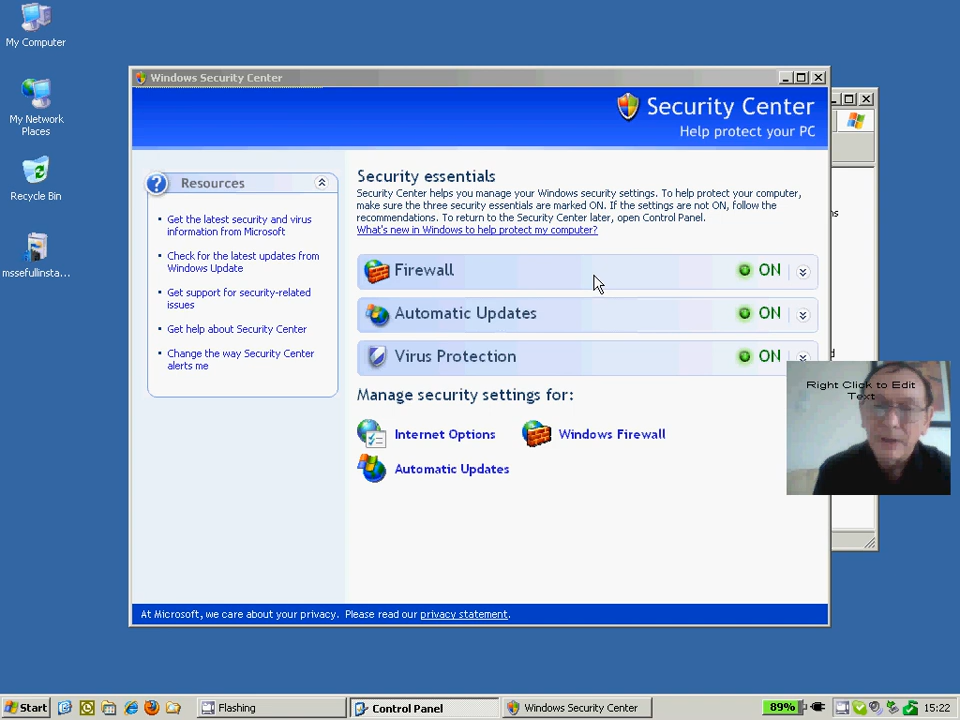 My Computer
My Network
Places
Recycle Bin
mssefullinsta...
Windows Security Center
Security Center
Help protect your PC
Resources
Get the latest security and virus
information from Microsoft
Check for the latest updates from
Windows Update
Get support for security-related
issues
Get help about Security Center
Change the way Security Center
alerts me
Security essentials
Security Center helps you manage your Windows security settings. To help protect your computer,
make sure the three security essentials are marked ON. If the settings are not ON, follow the
recommendations. To return to the Security Center later, open Control Panel.
What's new in Windows to help protect my computer?
Firewall ON
Automatic Updates ON
Virus Protection ON
Manage security settings for:
Internet Options Windows Firewall
Automatic Updates
Right Click to Edit
Text
At Microsoft, we care about your privacy. Please read our privacy statement.
Start Flashing Control Panel Windows Security Center 89% 15:22